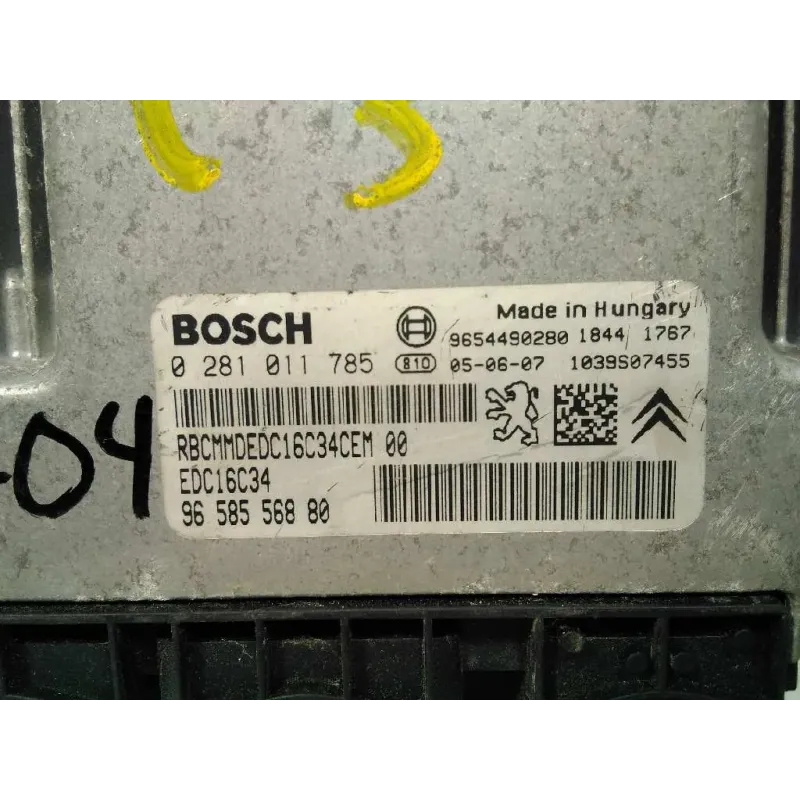 BOSCH
Made in Hungary
9654490280 1844 1767
0 281 011 785 810 05-06-07 1039S07455
RBCMMDEDC16C34CEM 00
EDC16C34
96 585 568 80
-04